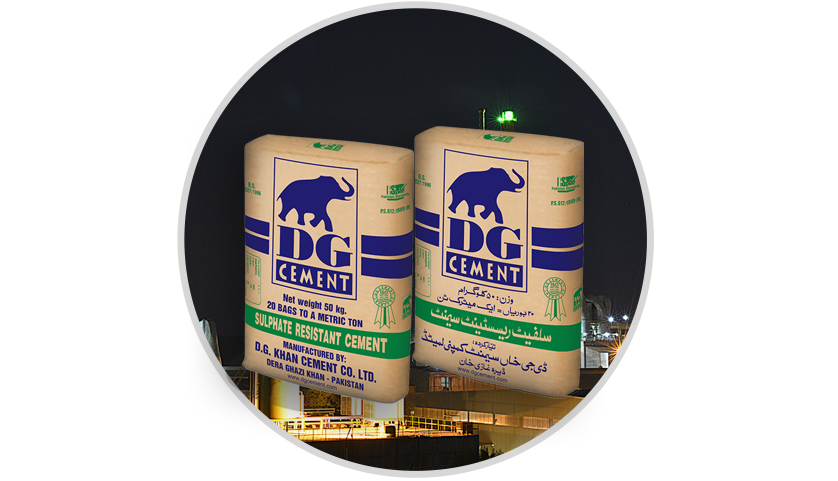 DG
CEMENT
Net weight 50 kg.
20 BAGS TO A METRIC TON
SULPHATE RESISTANT CEMENT
MANUFACTURED BY:
D.G. KHAN CEMENT CO. LTD.
DERA GHAZI KHAN - PAKISTAN
www.dgcement.com
DG
CEMENT
وزن: ۵۰ کلوگرام
۲۰ بوریاں = ایک میٹرک ٹن
سلفیٹ ریسسٹینٹ سیمنٹ
تیارکردہ:
ڈی جی خان سیمنٹ کمپنی لمیٹڈ
ڈیرہ غازی خان
www.dgcement.com